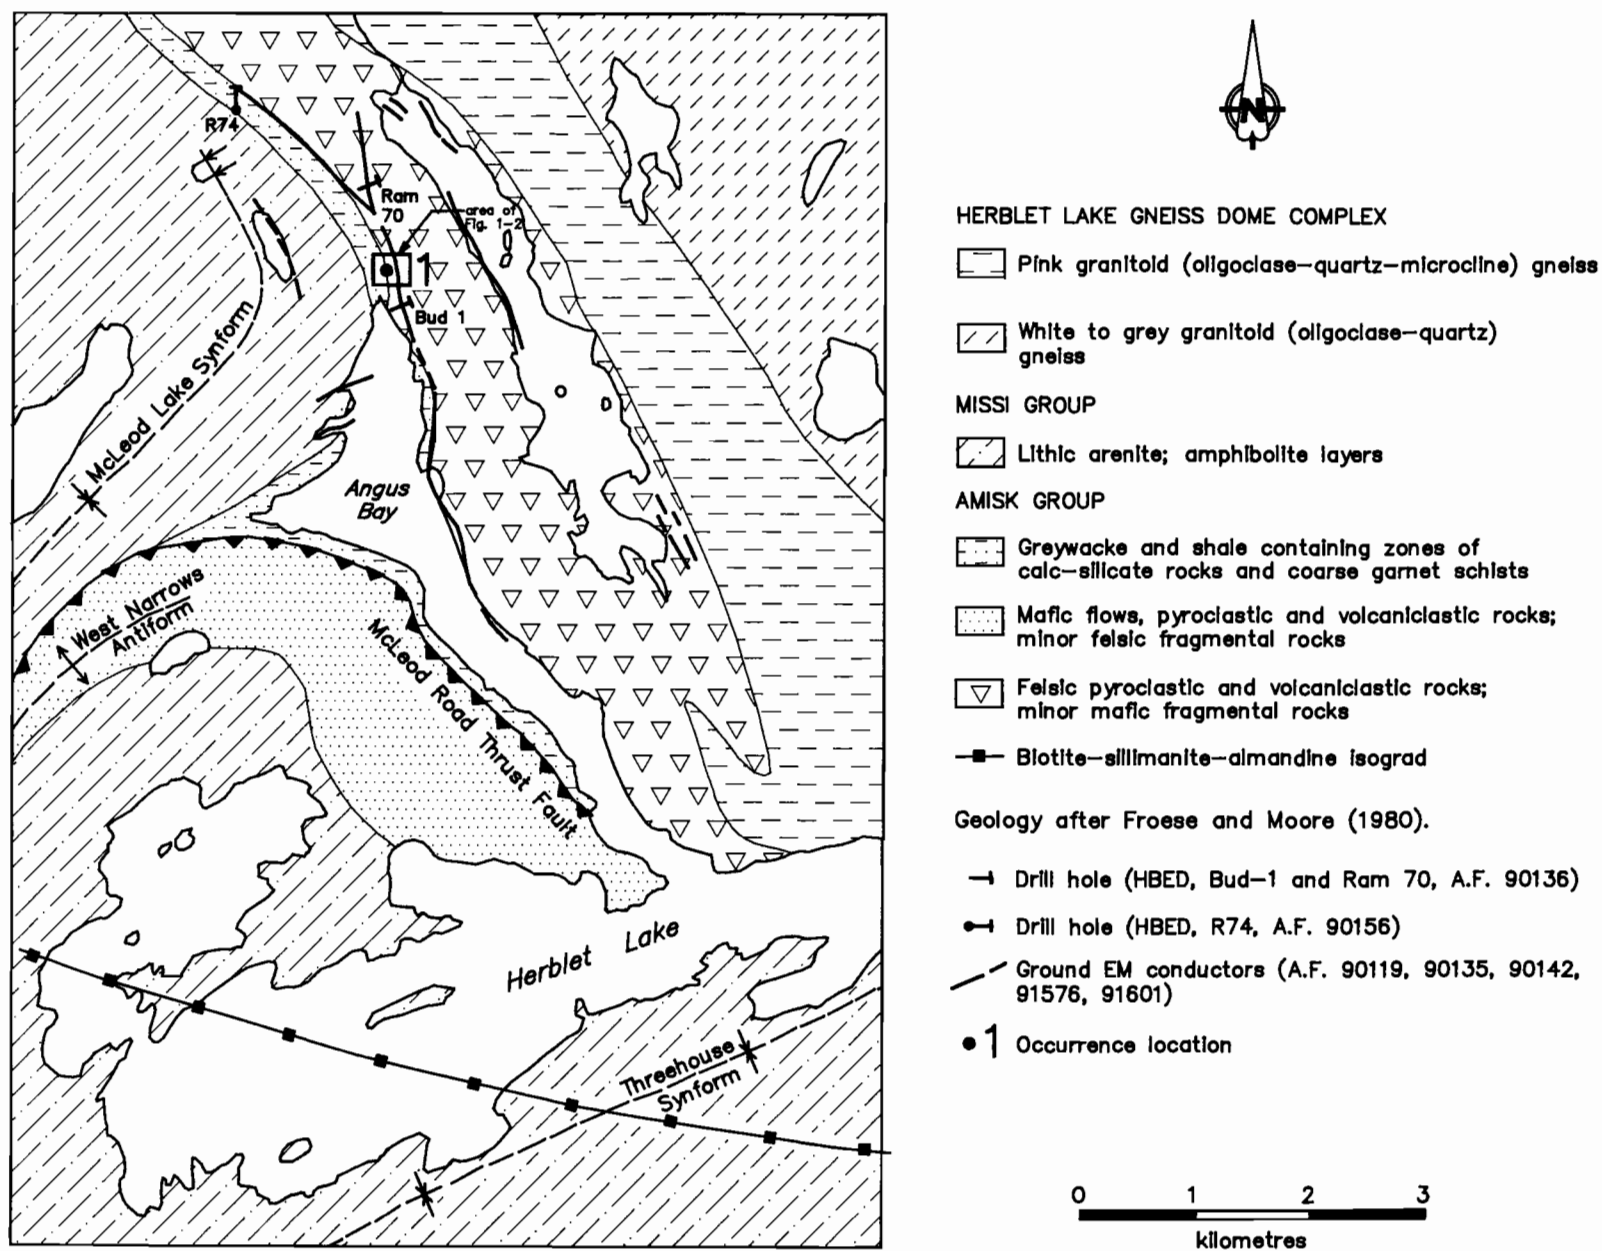 R74
Ram
70
area of
Fig. 1-2
1
Bud 1
McLeod Lake Synform
Angus
Bay
West Narrows
Antiform
McLeod Road Thrust Fault
Herblet Lake
Threehouse
Synform
N
HERBLET LAKE GNEISS DOME COMPLEX
Pink granitoid (oligoclase-quartz-microcline) gneiss
White to grey granitoid (oligoclase-quartz)
gneiss
MISSI GROUP
Lithic arenite; amphibolite layers
AMISK GROUP
Greywacke and shale containing zones of
calc-silicate rocks and coarse garnet schists
Mafic flows, pyroclastic and volcaniclastic rocks;
minor felsic fragmental rocks
Felsic pyroclastic and volcaniclastic rocks;
minor mafic fragmental rocks
Biotite-sillimanite-almandine isograd
Geology after Froese and Moore (1980).
Drill hole (HBED, Bud-1 and Ram 70, A.F. 90136)
Drill hole (HBED, R74, A.F. 90156)
Ground EM conductors (A.F. 90119, 90135, 90142,
91576, 91601)
1 Occurrence location
0 1 2 3
kilometres